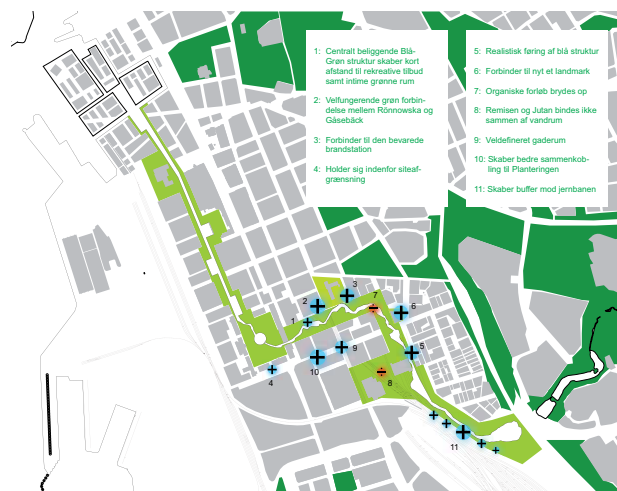 1: Centralt beliggende Blå-
Grøn struktur skaber kort
afstand til rekreative tilbud
samt intime grønne rum
2: Velfungerende grøn forbin-
delse mellem Rönnowska og
Gåsebäck
3: Forbinder til den bevarede
brandstation
4: Holder sig indenfor siteaf-
grænsning
5: Realistisk føring af blå struktur
6: Forbinder til nyt et landmark
7: Organiske forløb brydes op
8: Remisen og Jutan bindes ikke
sammen af vandrum
9: Veldefineret gaderum
10: Skaber bedre sammenkob-
ling til Planteringen
11: Skaber buffer mod jernbanen
3
2
7
6
1
9
5
10
4
8
11